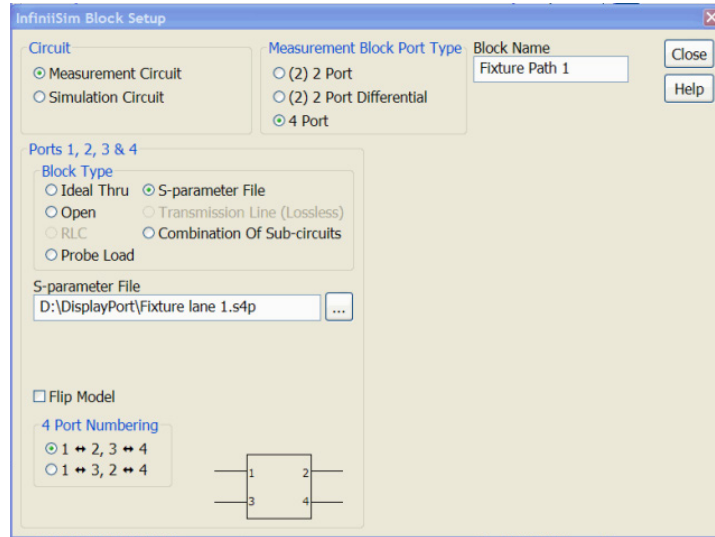 InfiniiSim Block Setup
Circuit
Measurement Circuit
Simulation Circuit
Measurement Block Port Type
(2) 2 Port
(2) 2 Port Differential
4 Port
Block Name
Fixture Path 1
Close
Help
Ports 1, 2, 3 & 4
Block Type
Ideal Thru
S-parameter File
Open
Transmission Line (Lossless)
RLC
Combination Of Sub-circuits
Probe Load
S-parameter File
D:\DisplayPort\Fixture lane 1.s4p
...
Flip Model
4 Port Numbering
1 ↔ 2, 3 ↔ 4
1 ↔ 3, 2 ↔ 4
1 2
3 4